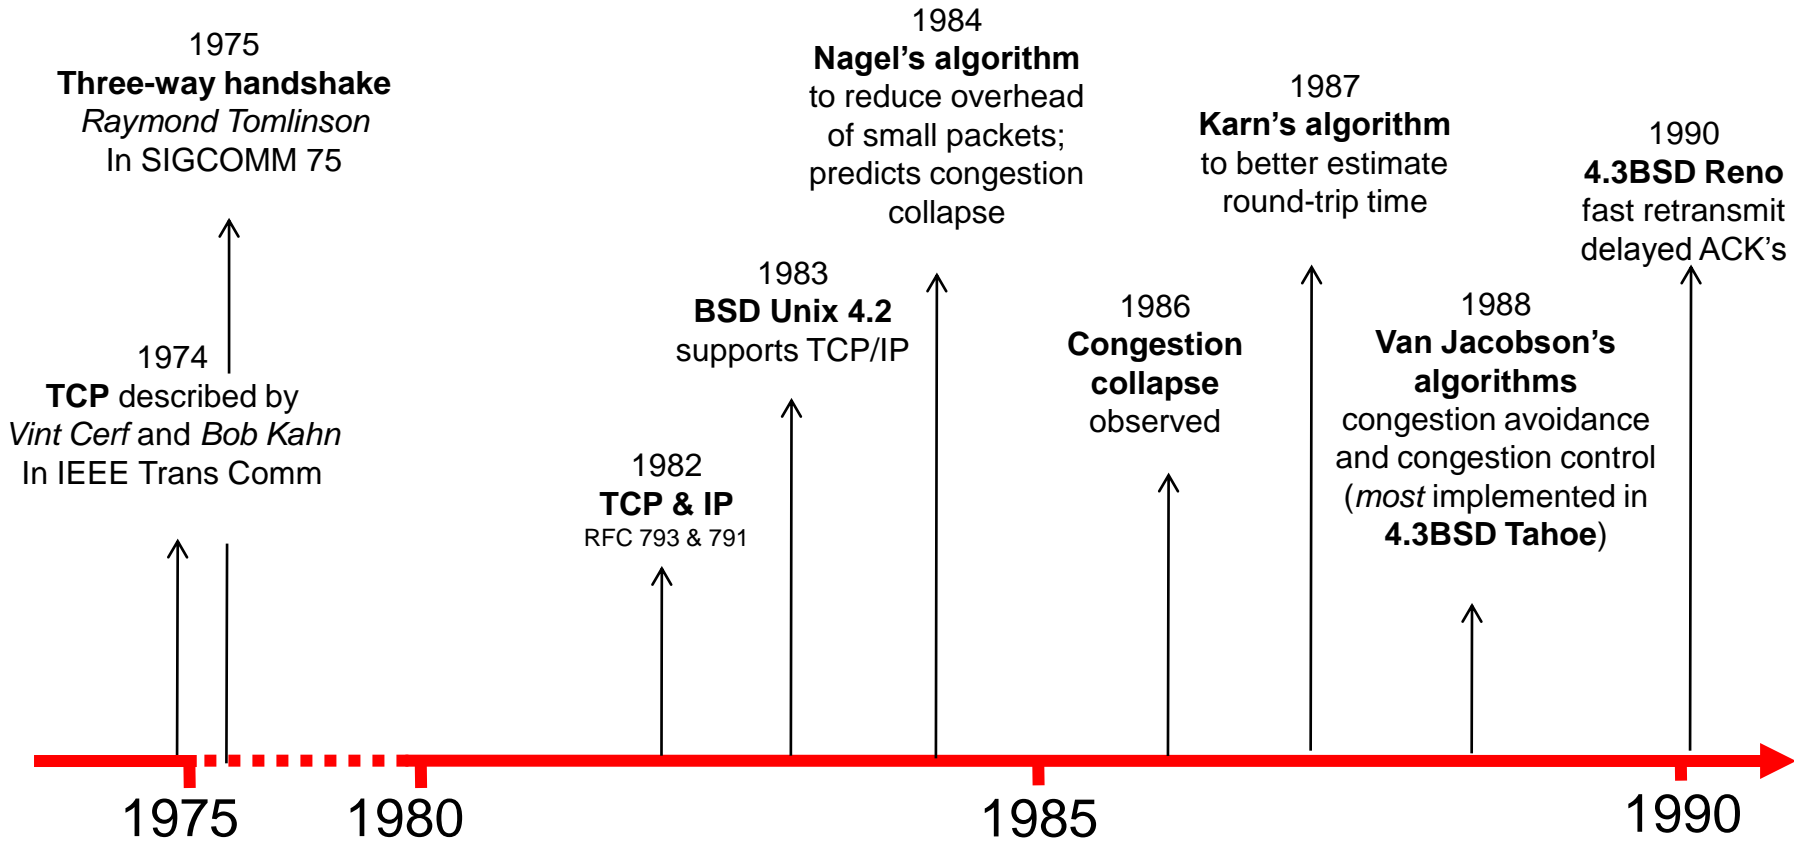 1975
Three-way handshake
Raymond Tomlinson
In SIGCOMM 75
1974
TCP described by
Vint Cerf and Bob Kahn
In IEEE Trans Comm
1982
TCP & IP
RFC 793 & 791
1983
BSD Unix 4.2
supports TCP/IP
1984
Nagel’s algorithm
to reduce overhead
of small packets;
predicts congestion
collapse
1986
Congestion
collapse
observed
1987
Karn’s algorithm
to better estimate
round-trip time
1988
Van Jacobson’s
algorithms
congestion avoidance
and congestion control
(most implemented in
4.3BSD Tahoe)
1990
4.3BSD Reno
fast retransmit
delayed ACK’s
1975
1980
1985
1990